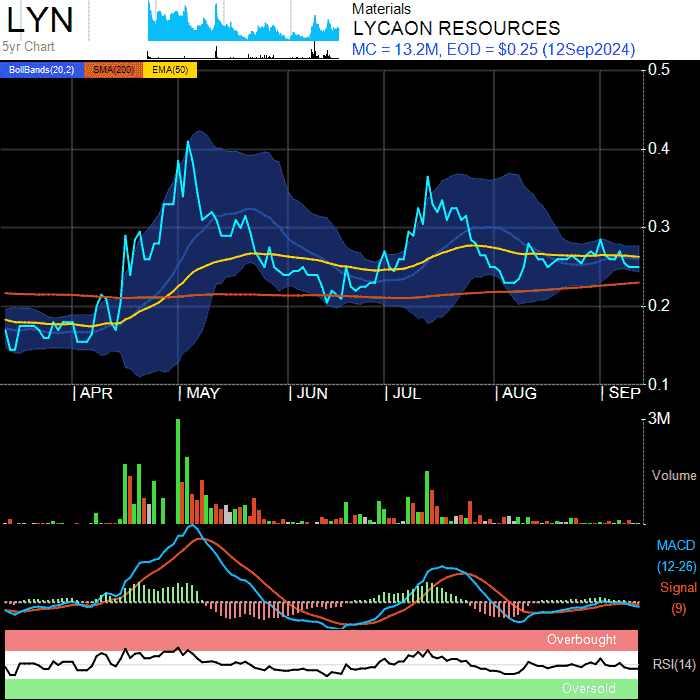 LYN
5yr Chart
Materials
LYCAON RESOURCES
MC = 13.2M, EOD = $0.25 (12Sep2024)
BollBands(20,2) SMA(200) EMA(50)
0.5
0.4
0.3
0.2
0.1
APR MAY JUN JUL AUG SEP
3M
Volume
MACD
(12-26)
Signal
(9)
Overbought
RSI(14)
Oversold